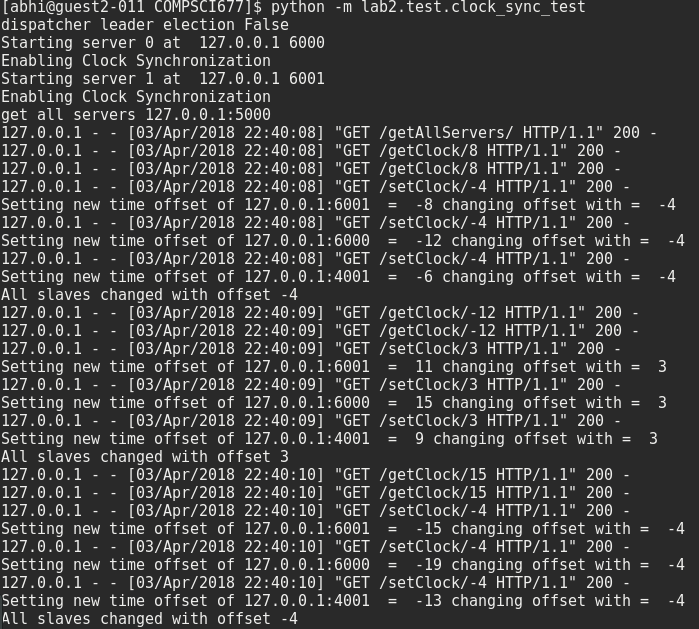 [abhi@guest2-011 COMPSCI677]$ python -m lab2.test.clock_sync_test
dispatcher leader election False
Starting server 0 at  127.0.0.1 6000
Enabling Clock Synchronization
Starting server 1 at  127.0.0.1 6001
Enabling Clock Synchronization
get all servers 127.0.0.1:5000
127.0.0.1 - - [03/Apr/2018 22:40:08] "GET /getAllServers/ HTTP/1.1" 200 -
127.0.0.1 - - [03/Apr/2018 22:40:08] "GET /getClock/8 HTTP/1.1" 200 -
127.0.0.1 - - [03/Apr/2018 22:40:08] "GET /getClock/8 HTTP/1.1" 200 -
127.0.0.1 - - [03/Apr/2018 22:40:08] "GET /setClock/-4 HTTP/1.1" 200 -
Setting new time offset of 127.0.0.1:6001  =  -8 changing offset with =  -4
127.0.0.1 - - [03/Apr/2018 22:40:08] "GET /setClock/-4 HTTP/1.1" 200 -
Setting new time offset of 127.0.0.1:6000  =  -12 changing offset with =  -4
127.0.0.1 - - [03/Apr/2018 22:40:08] "GET /setClock/-4 HTTP/1.1" 200 -
Setting new time offset of 127.0.0.1:4001  =  -6 changing offset with =  -4
All slaves changed with offset -4
127.0.0.1 - - [03/Apr/2018 22:40:09] "GET /getClock/-12 HTTP/1.1" 200 -
127.0.0.1 - - [03/Apr/2018 22:40:09] "GET /getClock/-12 HTTP/1.1" 200 -
127.0.0.1 - - [03/Apr/2018 22:40:09] "GET /setClock/3 HTTP/1.1" 200 -
Setting new time offset of 127.0.0.1:6001  =  11 changing offset with =  3
127.0.0.1 - - [03/Apr/2018 22:40:09] "GET /setClock/3 HTTP/1.1" 200 -
Setting new time offset of 127.0.0.1:6000  =  15 changing offset with =  3
127.0.0.1 - - [03/Apr/2018 22:40:09] "GET /setClock/3 HTTP/1.1" 200 -
Setting new time offset of 127.0.0.1:4001  =  9 changing offset with =  3
All slaves changed with offset 3
127.0.0.1 - - [03/Apr/2018 22:40:10] "GET /getClock/15 HTTP/1.1" 200 -
127.0.0.1 - - [03/Apr/2018 22:40:10] "GET /getClock/15 HTTP/1.1" 200 -
127.0.0.1 - - [03/Apr/2018 22:40:10] "GET /setClock/-4 HTTP/1.1" 200 -
Setting new time offset of 127.0.0.1:6001  =  -15 changing offset with =  -4
127.0.0.1 - - [03/Apr/2018 22:40:10] "GET /setClock/-4 HTTP/1.1" 200 -
Setting new time offset of 127.0.0.1:6000  =  -19 changing offset with =  -4
127.0.0.1 - - [03/Apr/2018 22:40:10] "GET /setClock/-4 HTTP/1.1" 200 -
Setting new time offset of 127.0.0.1:4001  =  -13 changing offset with =  -4
All slaves changed with offset -4